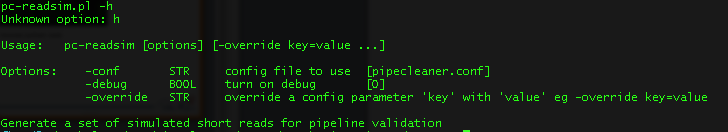 pc-readsim.pl -h
Unknown option: h
Usage: pc-readsim [options] [-override key=value ...]
Options: -conf STR config file to use [pipecleaner.conf]
-debug BOOL turn on debug [0]
-override STR override a config parameter 'key' with 'value' eg -override key=value
Generate a set of simulated short reads for pipeline validation